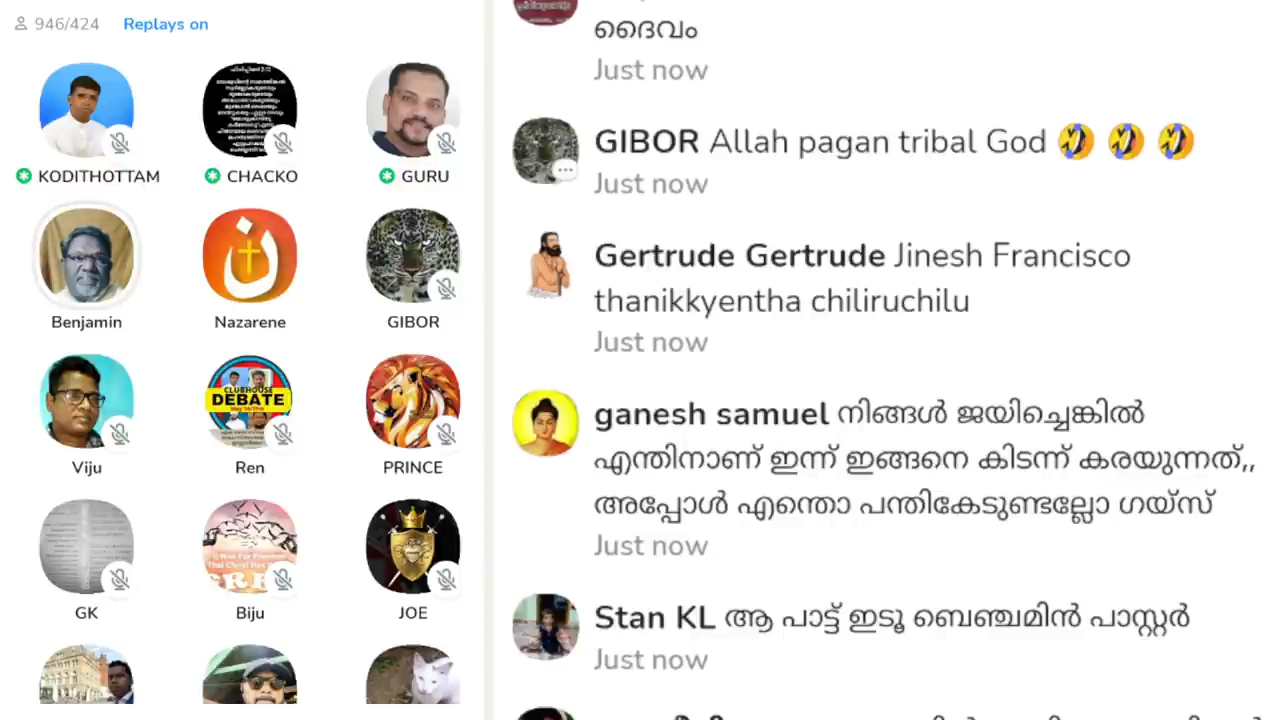 946/424 Replays on
KODITHOTTAM
CHACKO
GURU
Benjamin
Nazarene
GIBOR
CLUBHOUSE
DEBATE
Viju
Ren
PRINCE
GK
Biju
JOE
ദൈവം
Just now
GIBOR Allah pagan tribal God 🤣 🤣 🤣
Just now
Gertrude Gertrude Jinesh Francisco
thanikkyentha chiliruchilu
Just now
ganesh samuel നിങ്ങൾ ജയിച്ചെങ്കിൽ
എന്തിനാണ് ഇന്ന് ഇങ്ങനെ കിടന്ന് കരയുന്നത്,,
അപ്പോൾ എന്തൊ പന്തികേടുണ്ടല്ലോ ഗയ്സ്
Just now
Stan KL ആ പാട്ട് ഇടൂ ബെഞ്ചമിൻ പാസ്റ്റർ
Just now